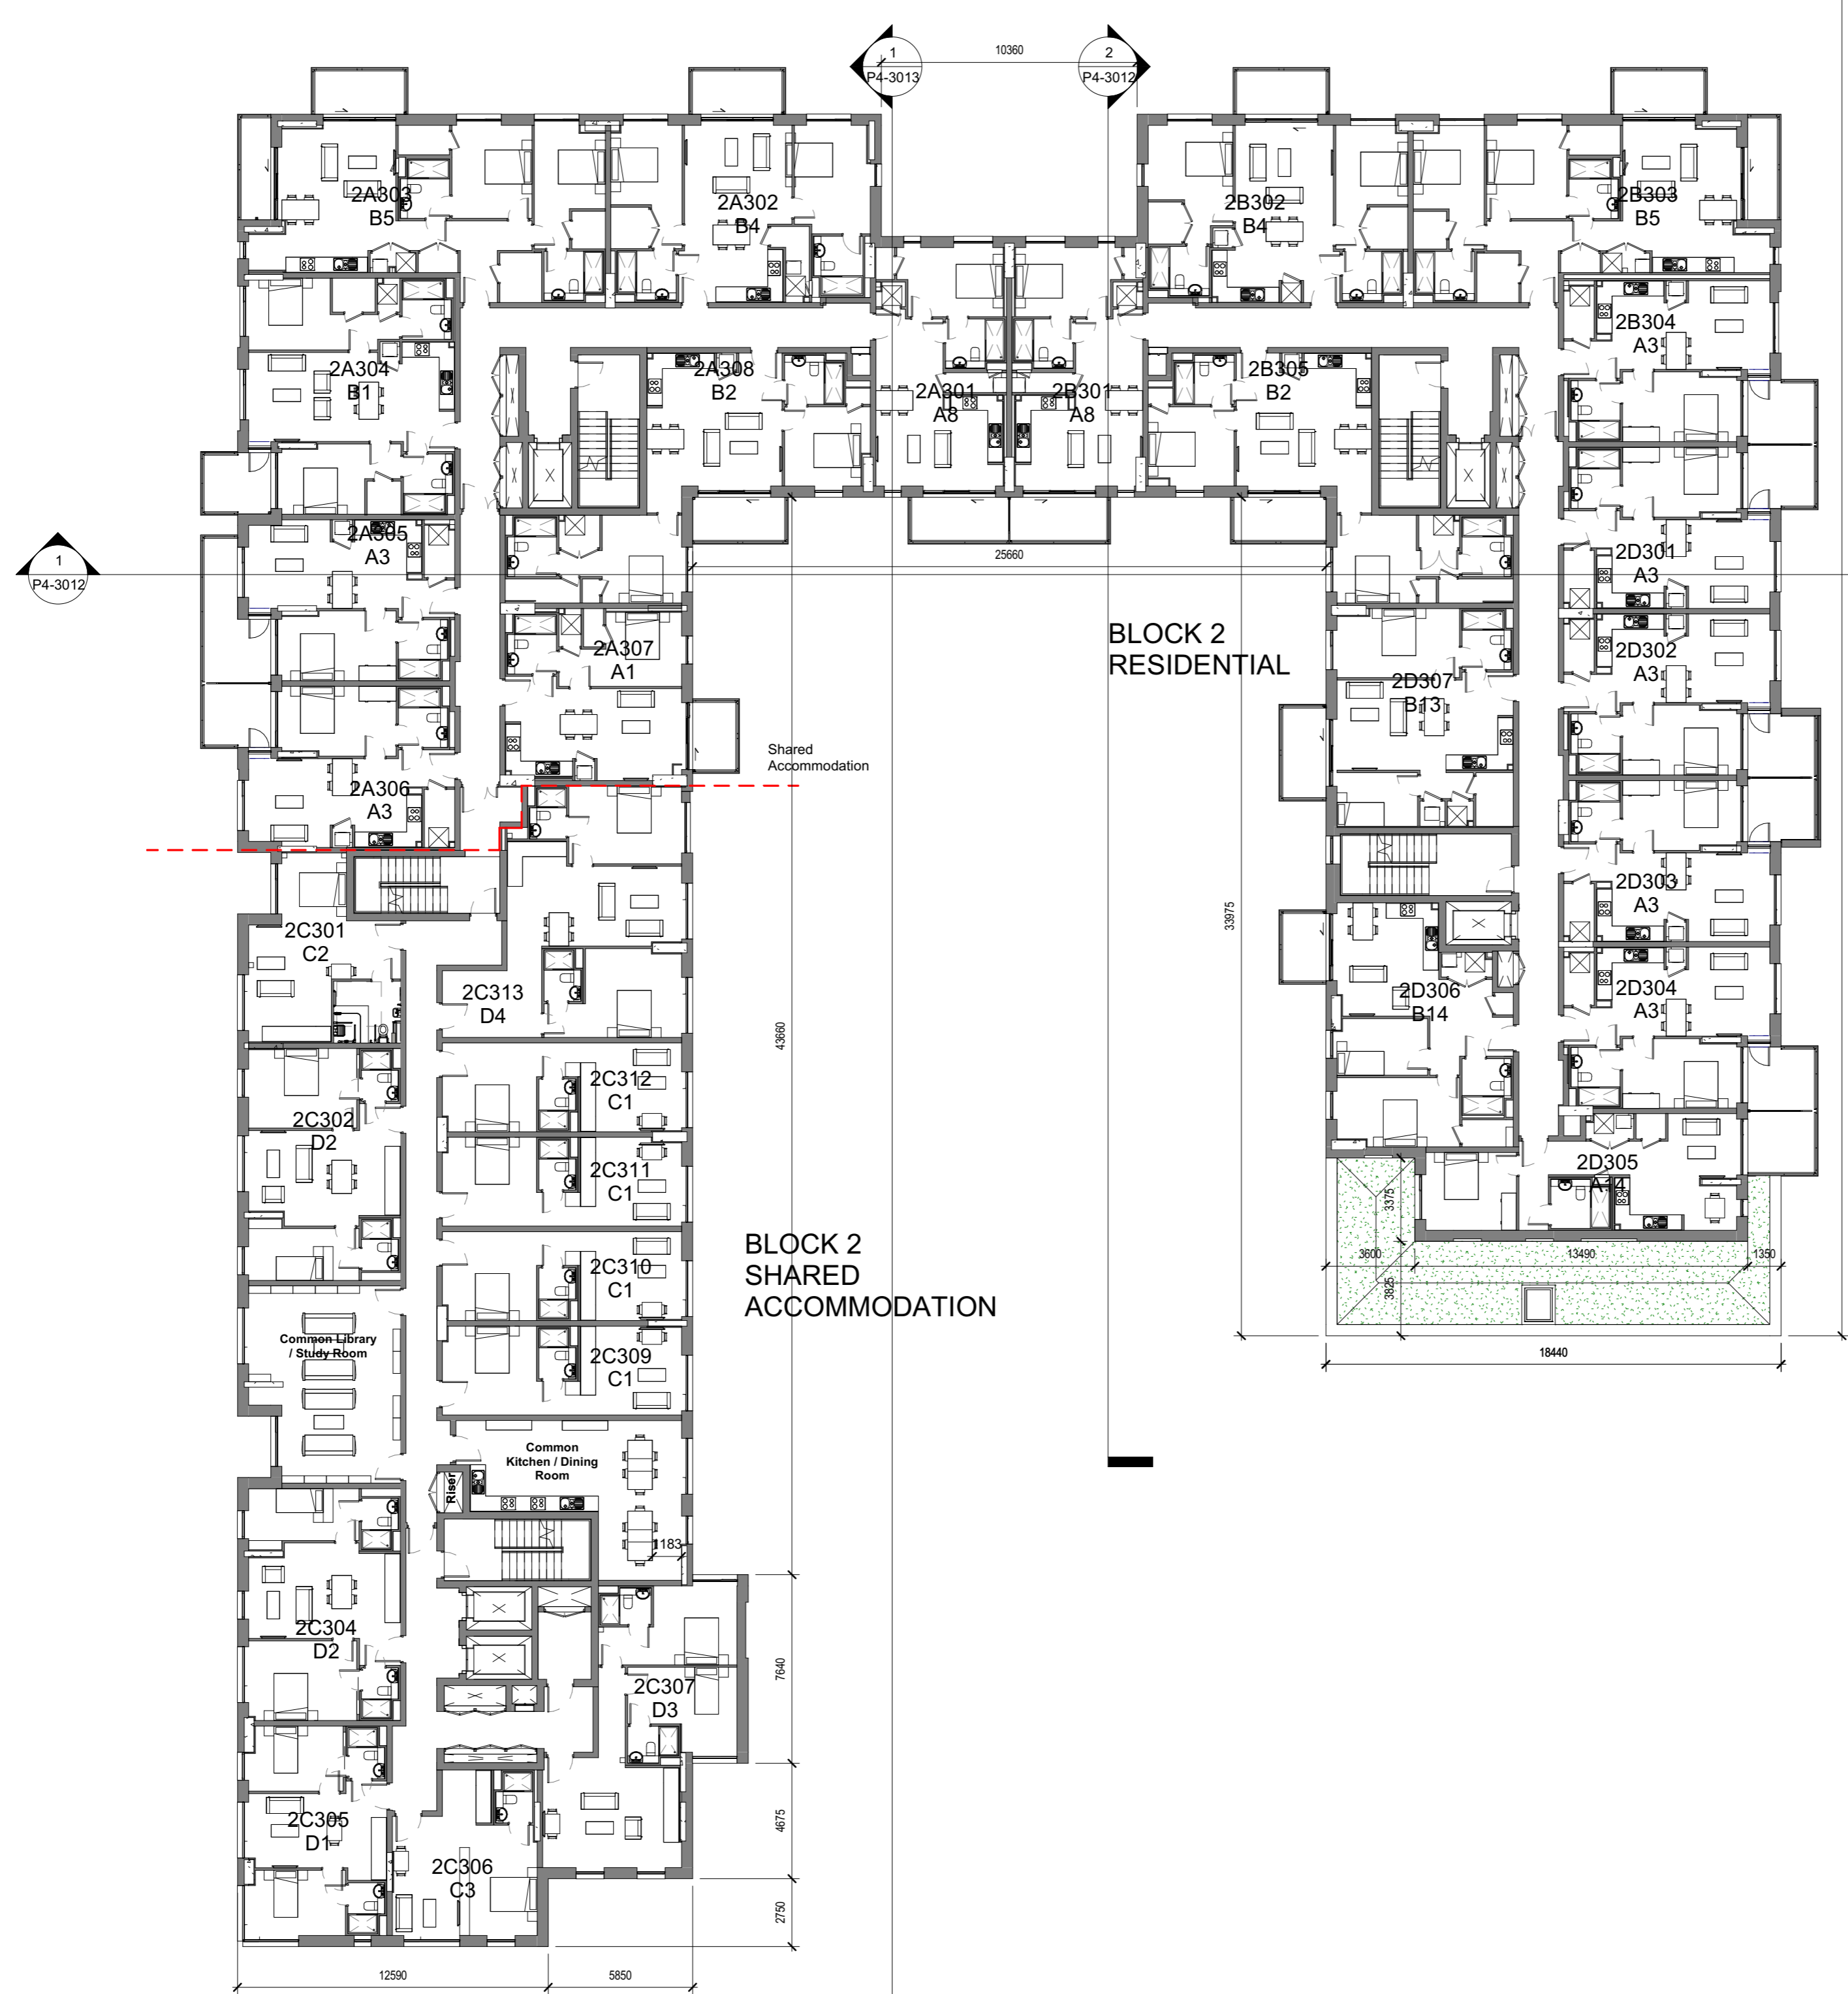 1
P4-3013
10360
2
P4-3012
2A303
B5
2A302
B4
2B302
B4
2B303
B5
2A304
B1
2A308
B2
2A301
A8
2B301
A8
2B305
B2
2B304
A3
1
P4-3012
2A305
A3
25660
2D301
A3
2A307
A1
BLOCK 2
RESIDENTIAL
2D302
A3
2D307
B13
Shared
Accommodation
2A306
A3
2C301
C2
2C313
D4
43660
33975
2D303
A3
2D306
B14
2D304
A3
2C312
C1
2C302
D2
2C311
C1
2D305
A14
3375
3600
13490
1350
3825
18440
BLOCK 2
SHARED
ACCOMMODATION
2C310
C1
Common Library
/ Study Room
2C309
C1
Common
Kitchen / Dining
Room
Riser
1183
2C304
D2
2C307
D3
7640
2C305
D1
4675
2C306
C3
2750
12590
5850